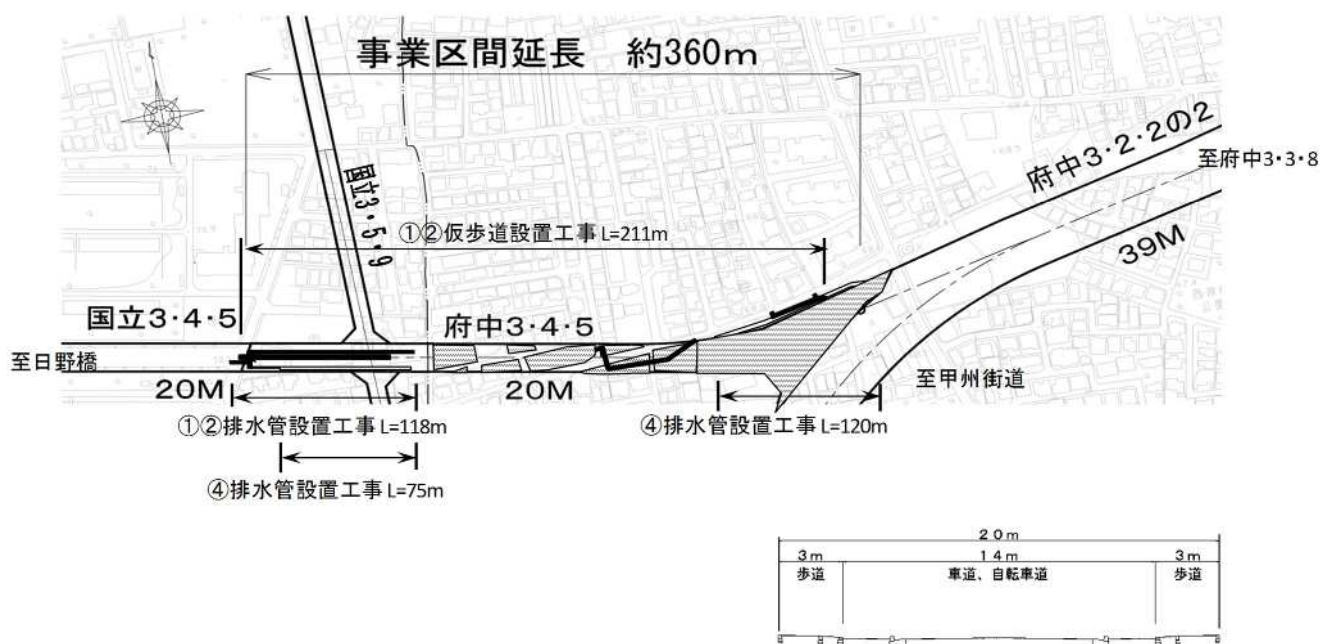 事業区間延長 約360m
府中3・2・2の2
至府中3・3・8
国立3・5・9
①②仮歩道設置工事 L=211m
39M
国立3・4・5
府中3・4・5
至日野橋
至甲州街道
20M
20M
①②排水管設置工事 L=118m
④排水管設置工事 L=120m
④排水管設置工事 L=75m
20m
3m
14m
3m
歩道
車道、自転車道
歩道